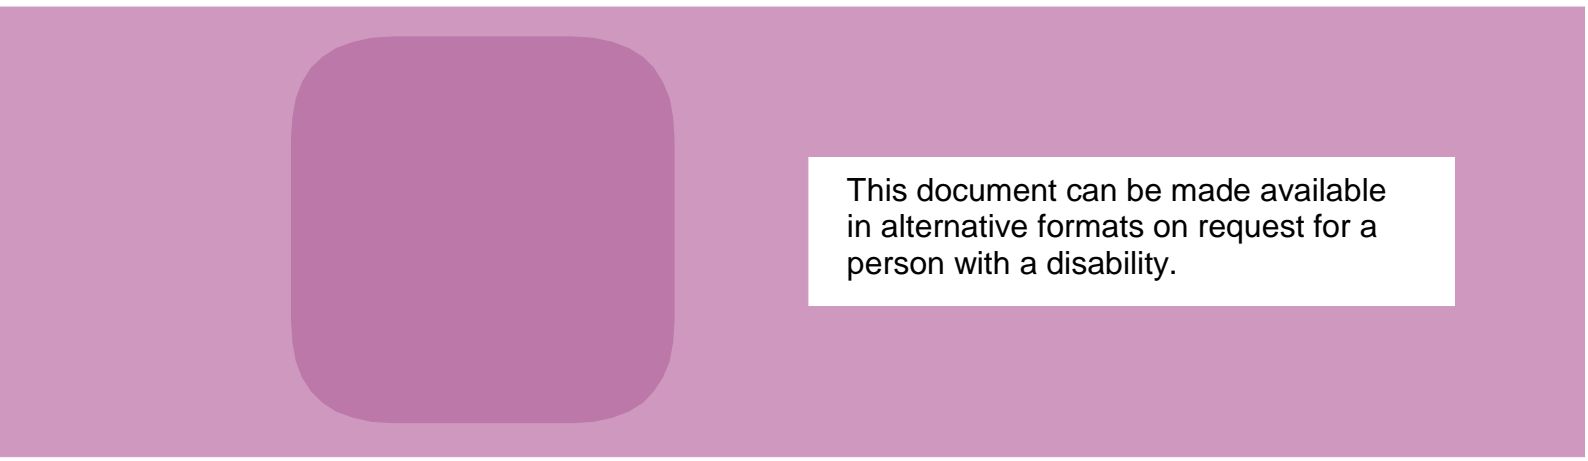 This document can be made available
in alternative formats on request for a
person with a disability.